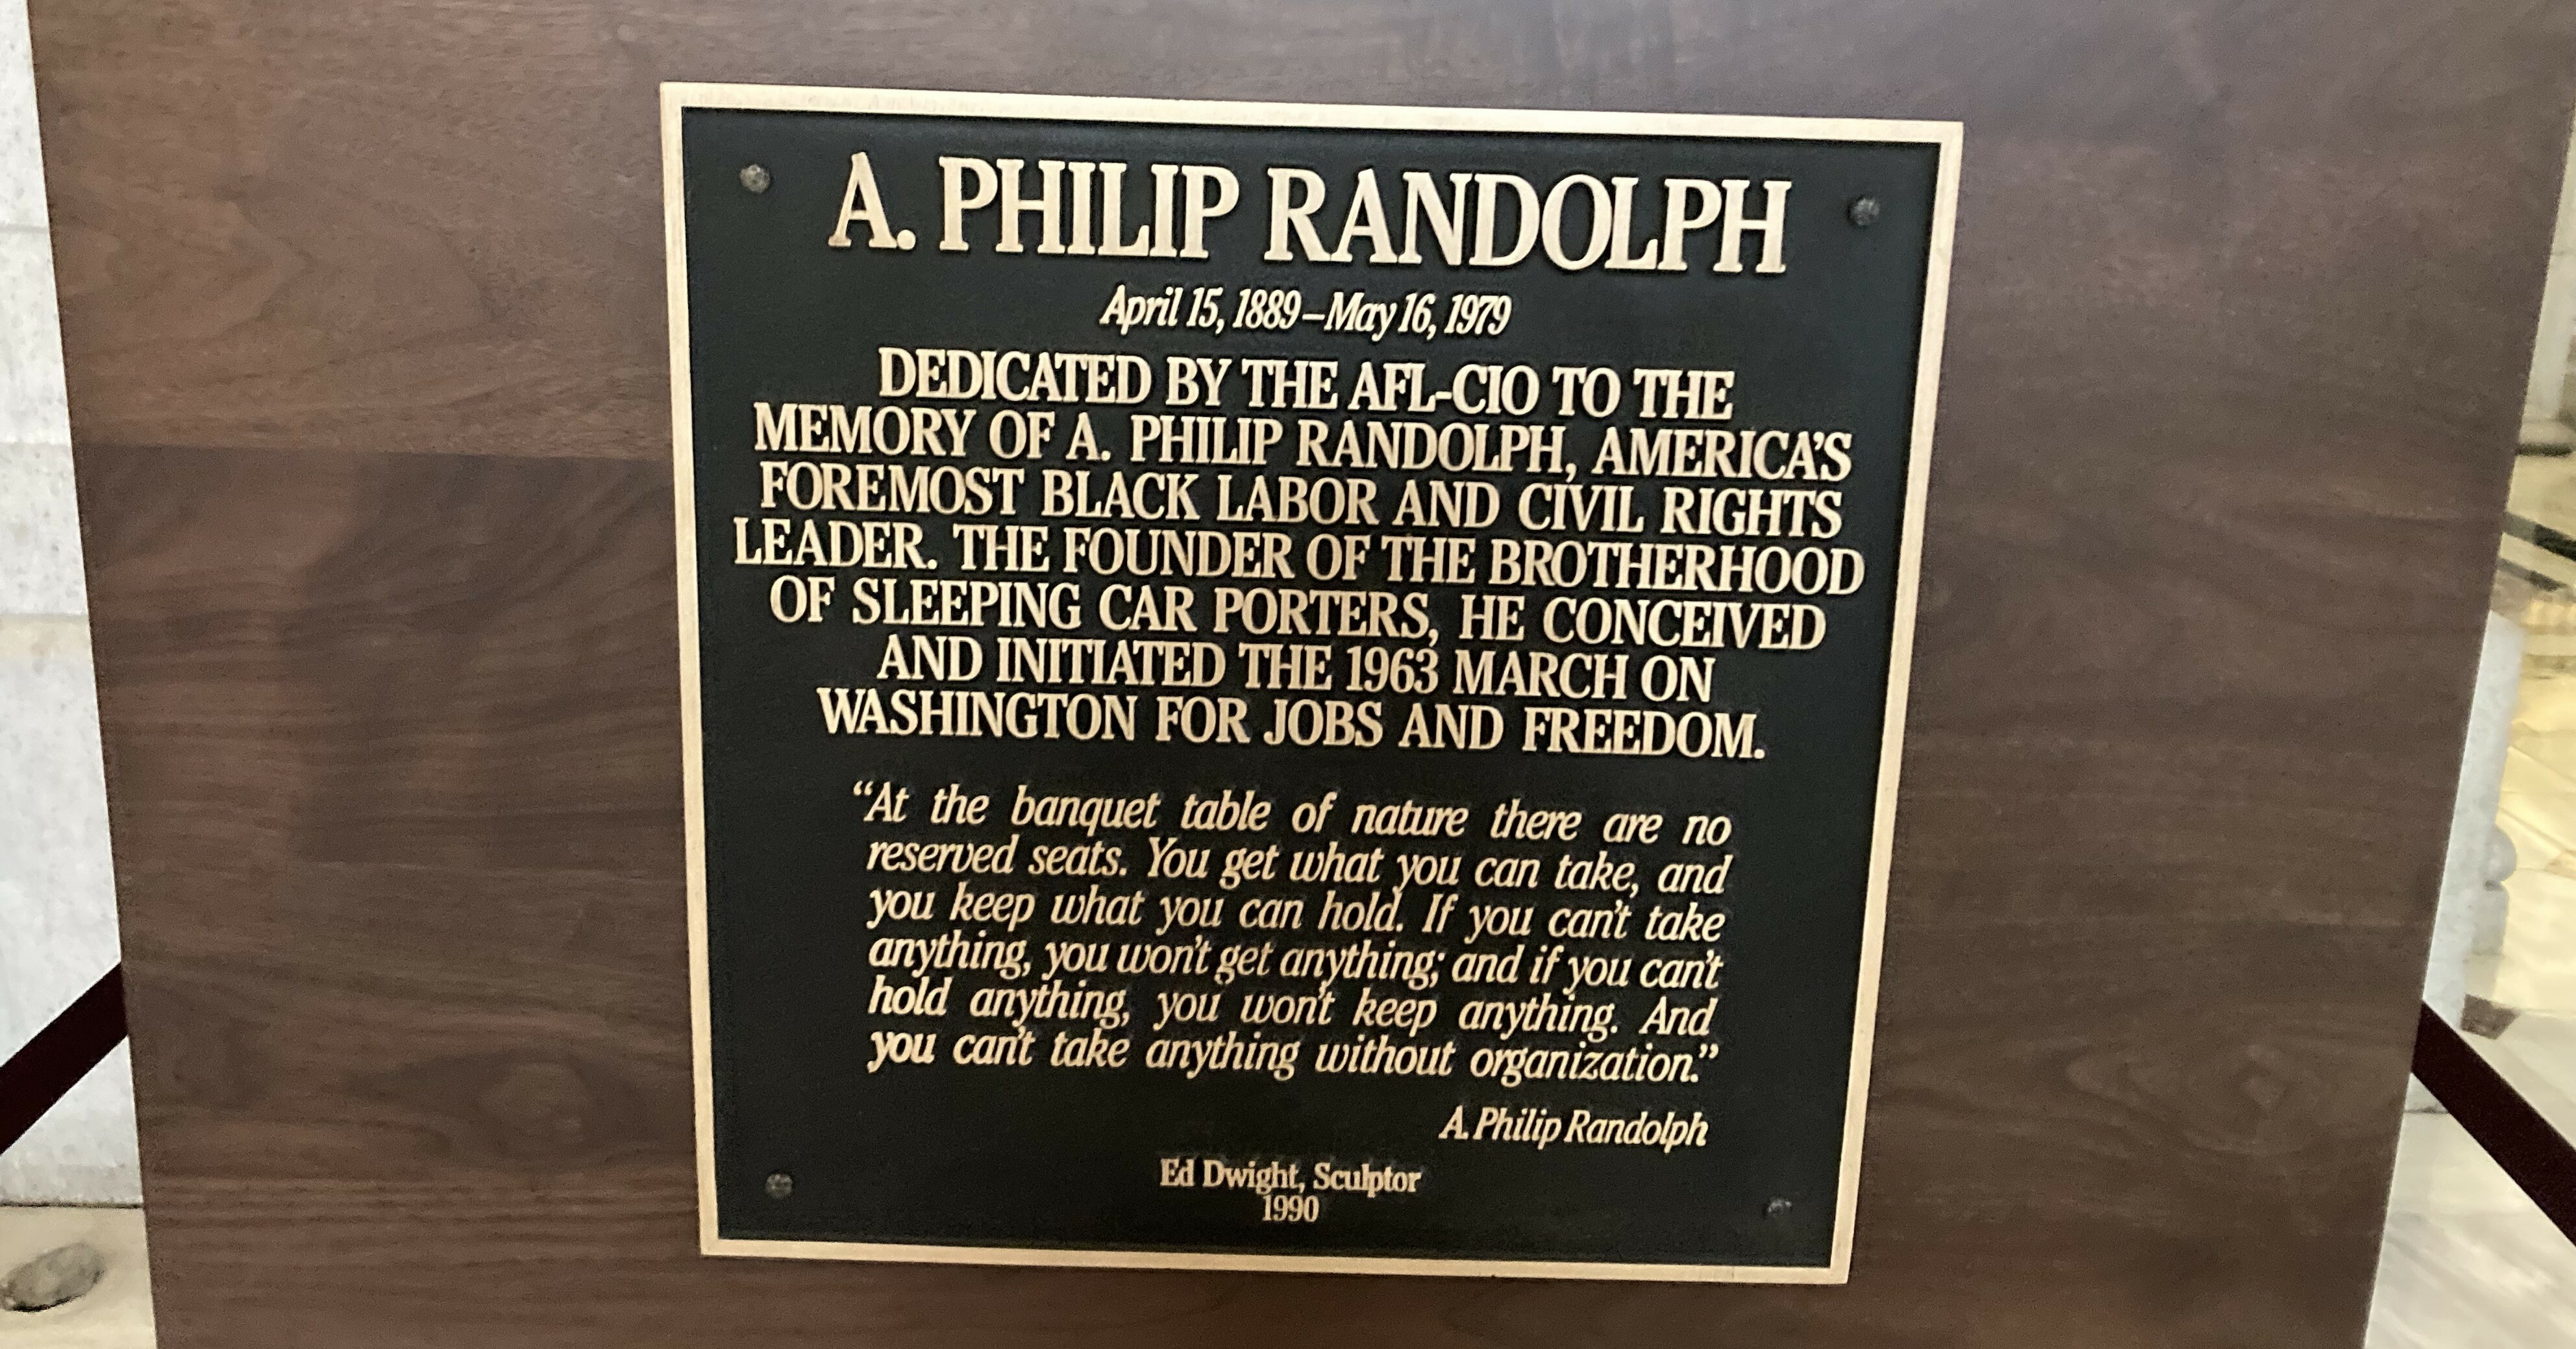 A. PHILIP RANDOLPH
April 15, 1889–May 16, 1979
DEDICATED BY THE AFL-CIO TO THE
MEMORY OF A. PHILIP RANDOLPH, AMERICA'S
FOREMOST BLACK LABOR AND CIVIL RIGHTS
LEADER. THE FOUNDER OF THE BROTHERHOOD
OF SLEEPING CAR PORTERS, HE CONCEIVED
AND INITIATED THE 1963 MARCH ON
WASHINGTON FOR JOBS AND FREEDOM.
“At the banquet table of nature there are no
reserved seats. You get what you can take, and
you keep what you can hold. If you can't take
anything, you won't get anything; and if you can't
hold anything, you won't keep anything. And
you can't take anything without organization.”
A. Philip Randolph
Ed Dwight, Sculptor
1990